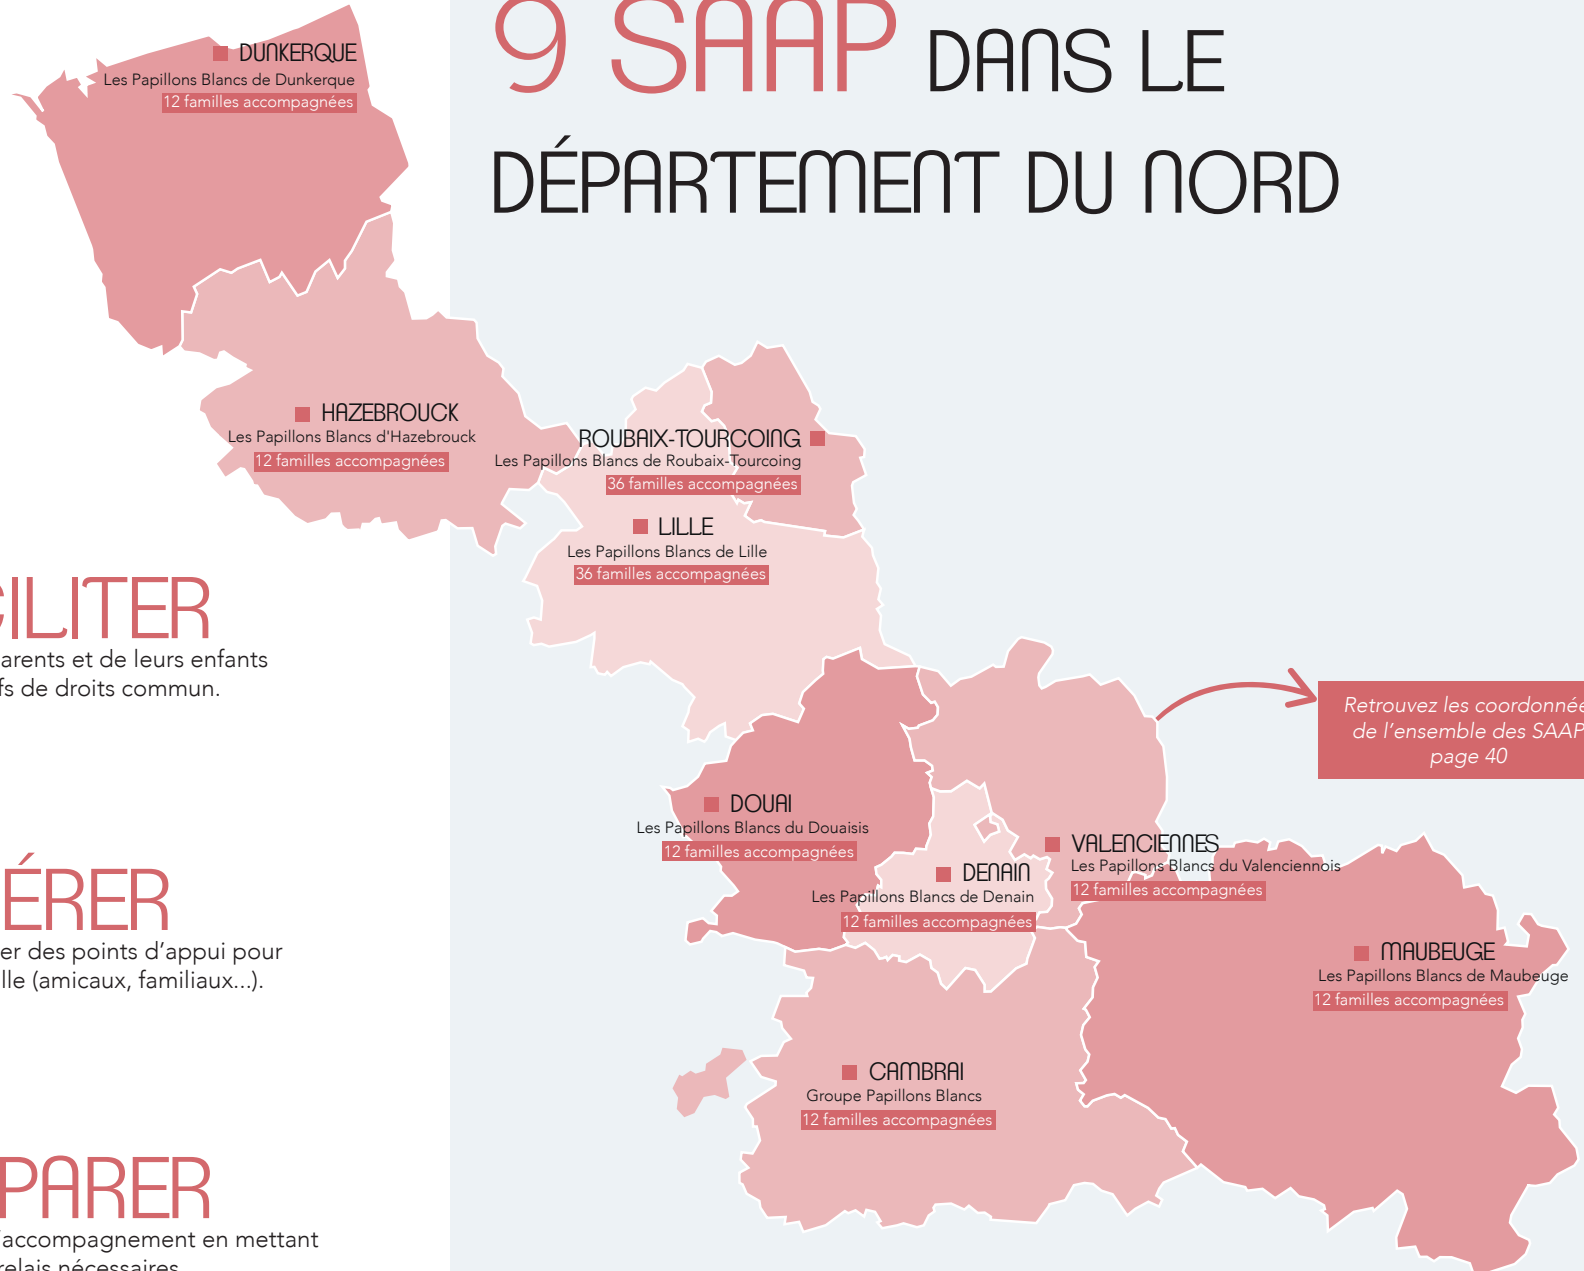 9 SAAP DANS LE
DÉPARTEMENT DU NORD
DUNKERQUE
Les Papillons Blancs de Dunkerque
12 familles accompagnées
HAZEBROUCK
Les Papillons Blancs d'Hazebrouck
12 familles accompagnées
ROUBAIX-TOURCOING
Les Papillons Blancs de Roubaix-Tourcoing
36 familles accompagnées
LILLE
Les Papillons Blancs de Lille
36 familles accompagnées
DOUAI
Les Papillons Blancs du Douaisis
12 familles accompagnées
DENAIN
Les Papillons Blancs de Denain
12 familles accompagnées
VALENCIENNES
Les Papillons Blancs du Valenciennois
12 familles accompagnées
MAUBEUGE
Les Papillons Blancs de Maubeuge
12 familles accompagnées
CAMBRAI
Groupe Papillons Blancs
12 familles accompagnées
Retrouvez les coordonnée
de l'ensemble des SAAP
page 40
CILITER
arents et de leurs enfants
fs de droits commun.
ÉRER
er des points d'appui pour
lle (amicaux, familiaux...).
PARER
'accompagnement en mettant
relais nécessaires